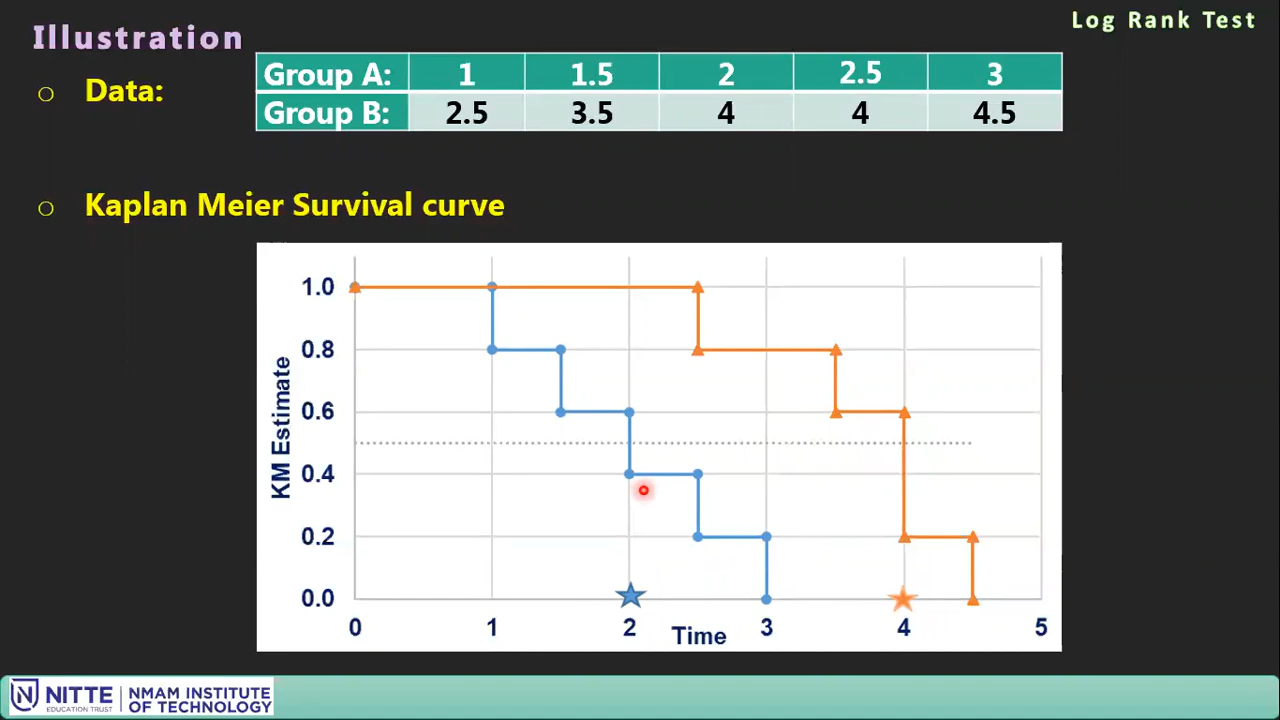 Log Rank Test
Illustration
○ Data:
Group A: 1 1.5 2 2.5 3
Group B: 2.5 3.5 4 4 4.5
○ Kaplan Meier Survival curve
KM Estimate
1.0
0.8
0.6
0.4
0.2
0.0
0 1 2 3 4 5
Time
NITTE
EDUCATION TRUST
NMAM INSTITUTE
OF TECHNOLOGY